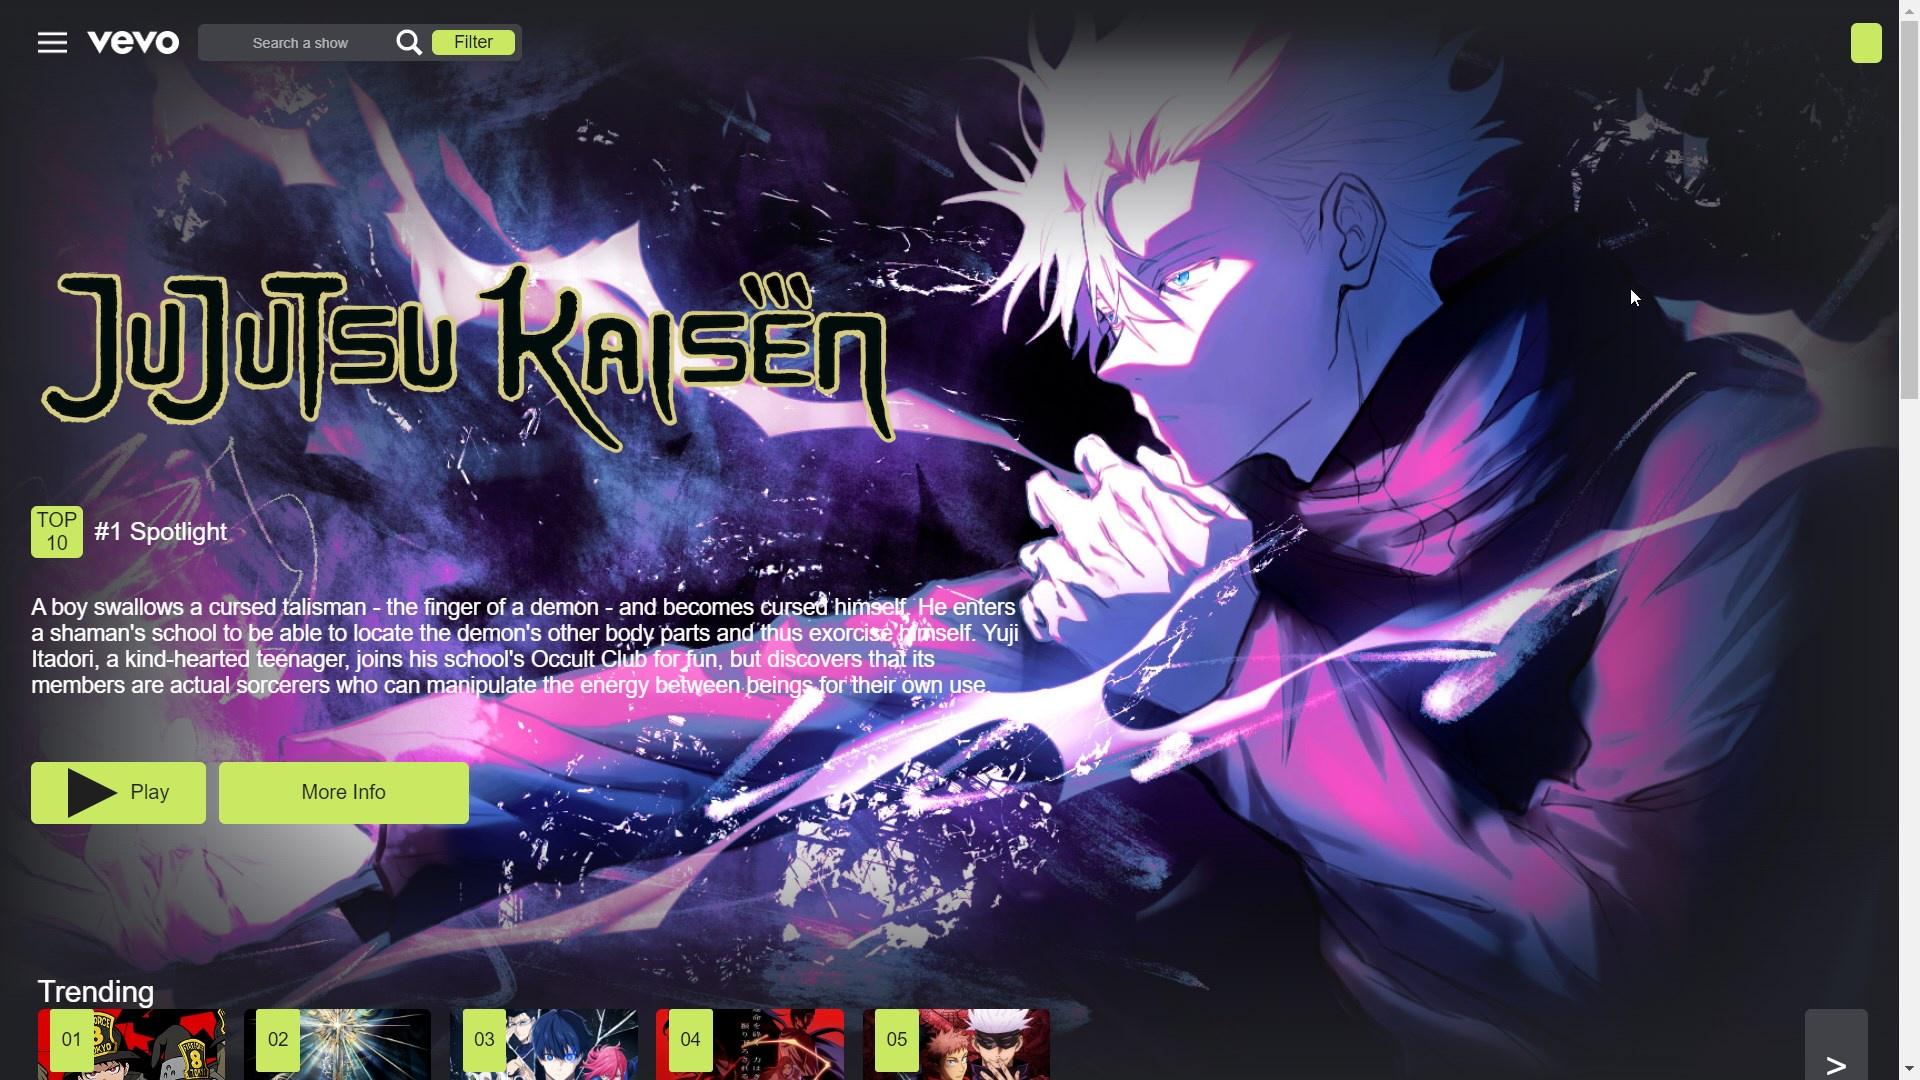 vevo
Search a show
Filter
JUJUTSU KAISEN
TOP
10
#1 Spotlight
A boy swallows a cursed talisman - the finger of a demon - and becomes cursed himself. He enters
a shaman's school to be able to locate the demon's other body parts and thus exorcise himself. Yuji
Itadori, a kind-hearted teenager, joins his school's Occult Club for fun, but discovers that its
members are actual sorcerers who can manipulate the energy between beings for their own use.
Play
More Info
Trending
01
02
03
04
05
8
8
>